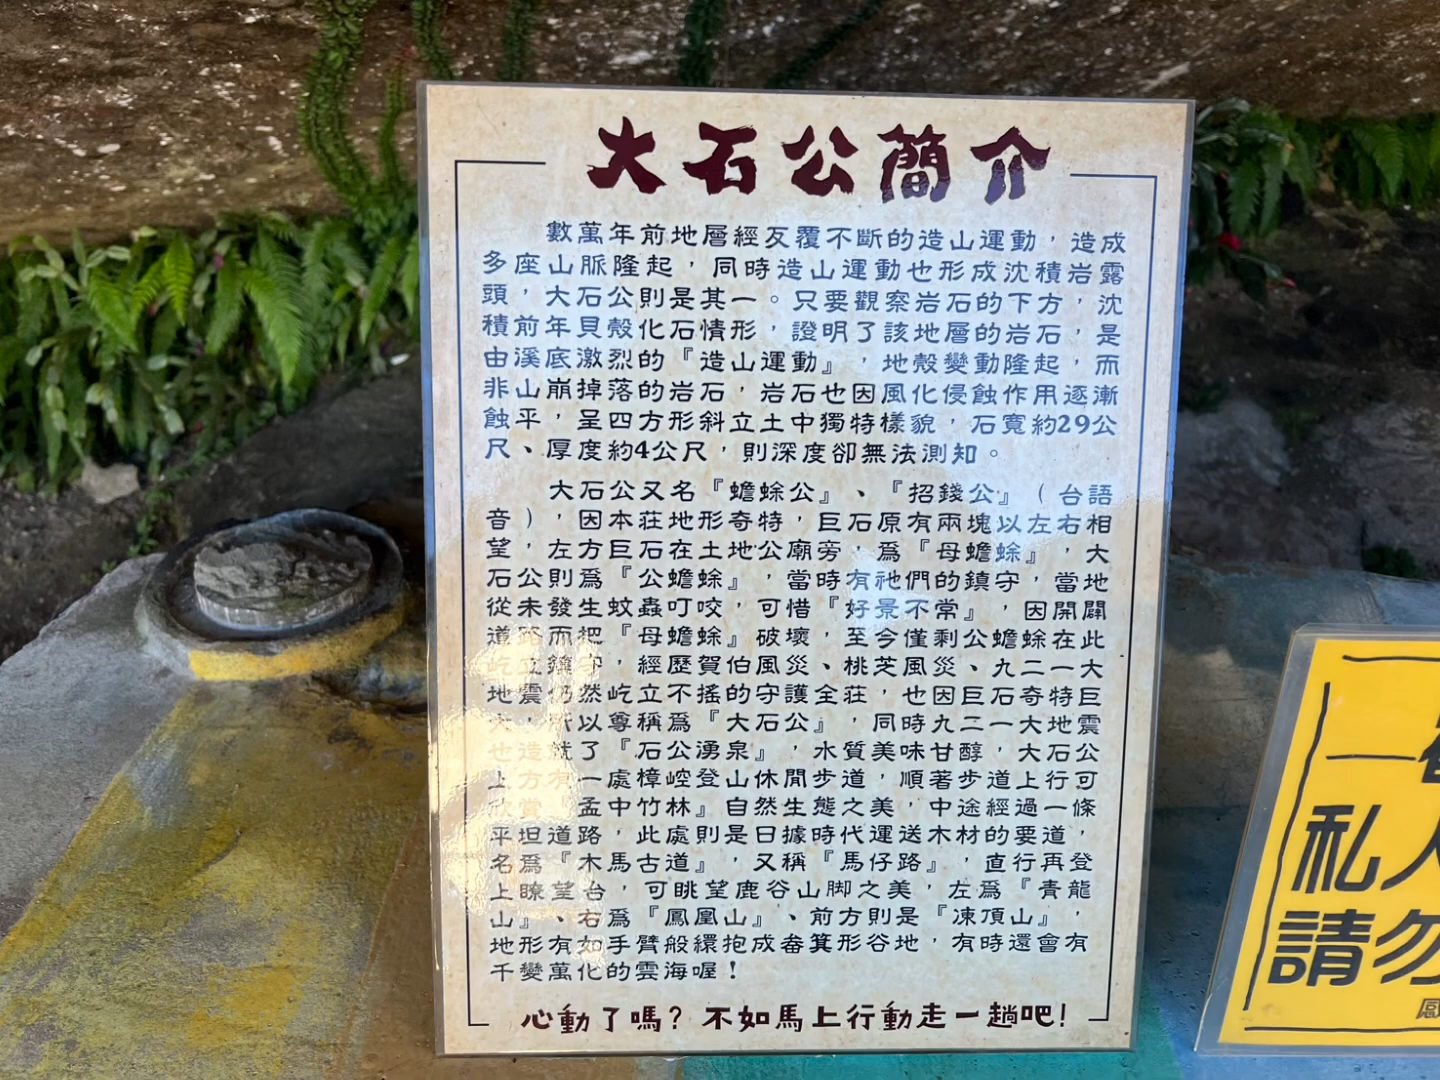 大石公簡介
數萬年前地層經反覆不斷的造山運動，造成
多座山脈隆起，同時造山運動也形成沈積岩露
頭，大石公則是其一。只要觀察岩石的下方，沈
積前年貝殼化石情形，證明了該地層的岩石，是
由溪底激烈的『造山運動』，地殼變動隆起，而
非山崩掉落的岩石，岩石也因風化侵蝕作用逐漸
蝕平，呈四方形斜立土中獨特樣貌，石寬約29公
尺、厚度約4公尺，則深度卻無法測知。
大石公又名『蟾蜍公』、『招錢公』（台語
音），因本莊地形奇特，巨石原有兩塊以左右相
望，左方巨石在土地公廟旁，為『母蟾蜍』，大
石公則為『公蟾蜍』，當時有祂們的鎮守，當地
從未發生蚊蟲叮咬，可惜『好景不常』，因開闢
道路而把『母蟾蜍』破壞，至今僅剩公蟾蜍在此
屹立鎮守，經歷賀伯風災、桃芝風災、九二一大
地震仍然屹立不搖的守護全莊，也因巨石奇特巨
大，所以尊稱為『大石公』，同時九二一大地震
也造就了『石公湧泉』，水質美味甘醇，大石公
上方有一處樟崆登山休閒步道，順著步道上行可
欣賞『孟中竹林』自然生態之美，中途經過一條
平坦道路，此處則是日據時代運送木材的要道，
名為『木馬古道』，又稱『馬仔路』，直行再登
上瞭望台，可眺望鹿谷山脚之美，左為『青龍
山』、右為『鳳凰山』、前方則是『凍頂山』，
地形有如手臂般繯抱成畚箕形谷地，有時還會有
千變萬化的雲海喔！
心動了嗎？不如馬上行動走一趟吧！
私
請勿